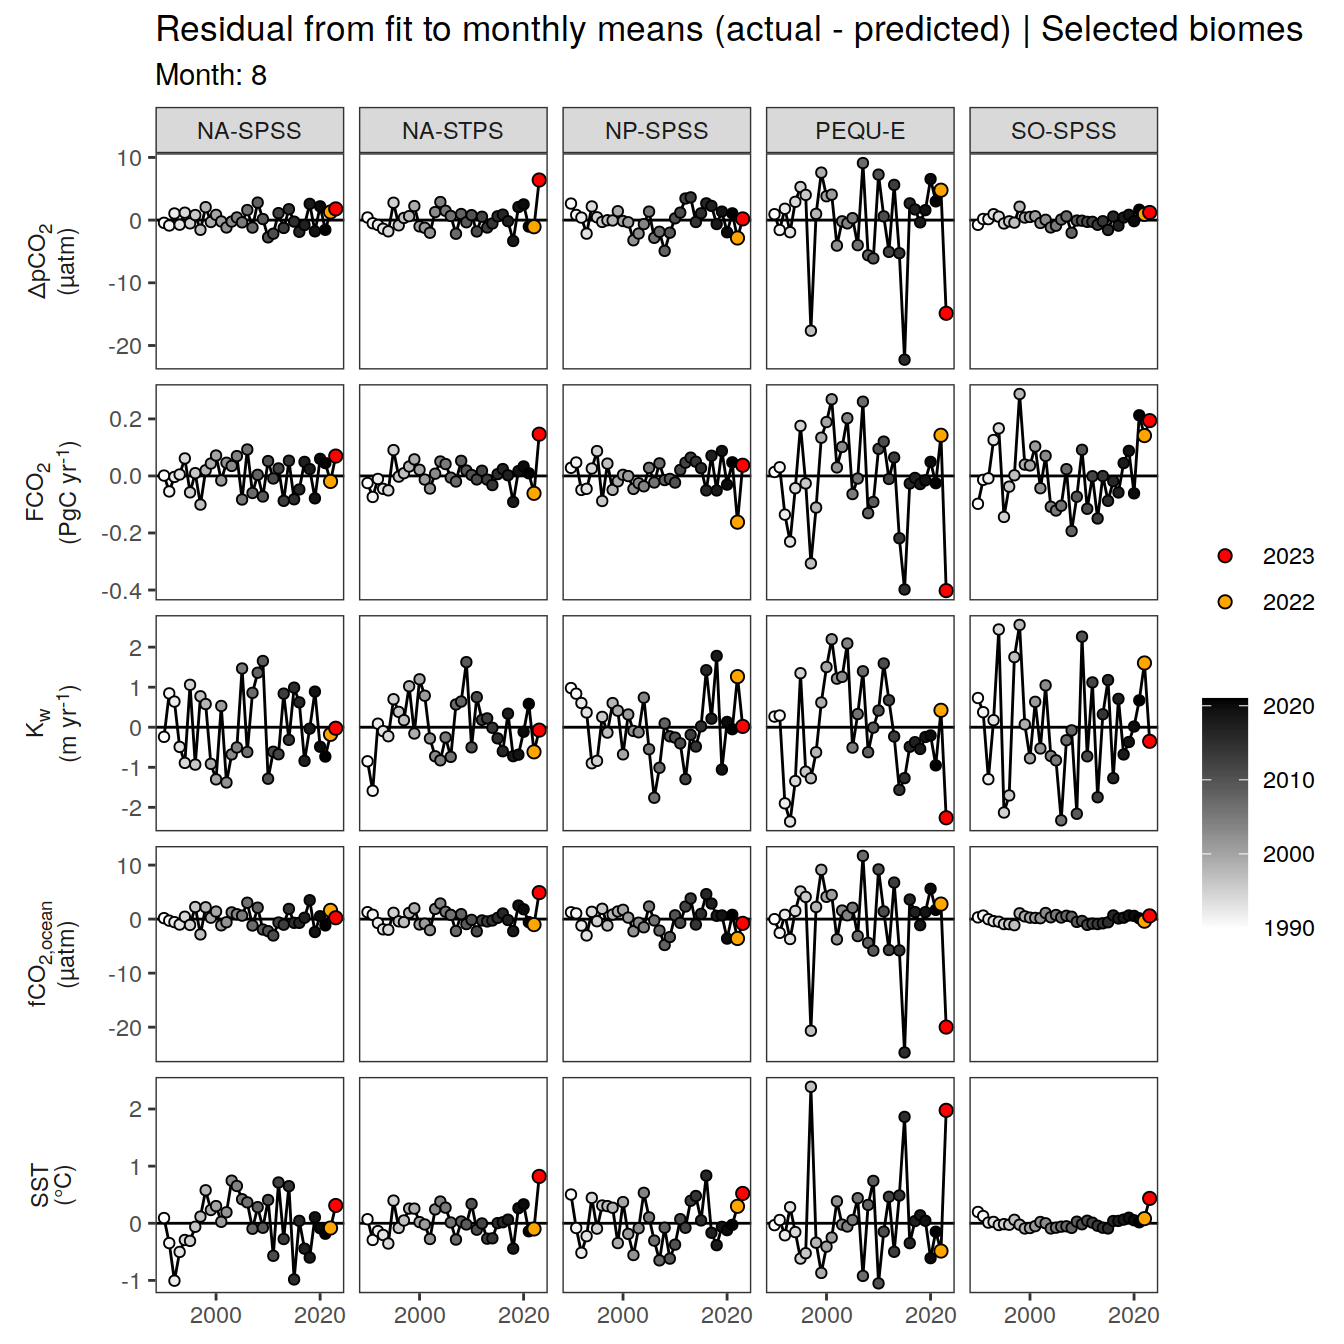 Residual from fit to monthly means (actual - predicted) | Selected biomes
Month: 8
NA-SPSS NA-STPS NP-SPSS PEQU-E SO-SPSS
ΔpCO₂
(µatm)
10
0
-10
-20
FCO₂
(PgC yr⁻¹)
0.2
0.0
-0.2
-0.4
K_w
(m yr⁻¹)
2
1
0
-1
-2
fCO₂,ocean
(µatm)
10
0
-10
-20
SST
(°C)
2
1
0
-1
2000 2020 2000 2020 2000 2020 2000 2020 2000 2020
2023
2022
2020
2010
2000
1990